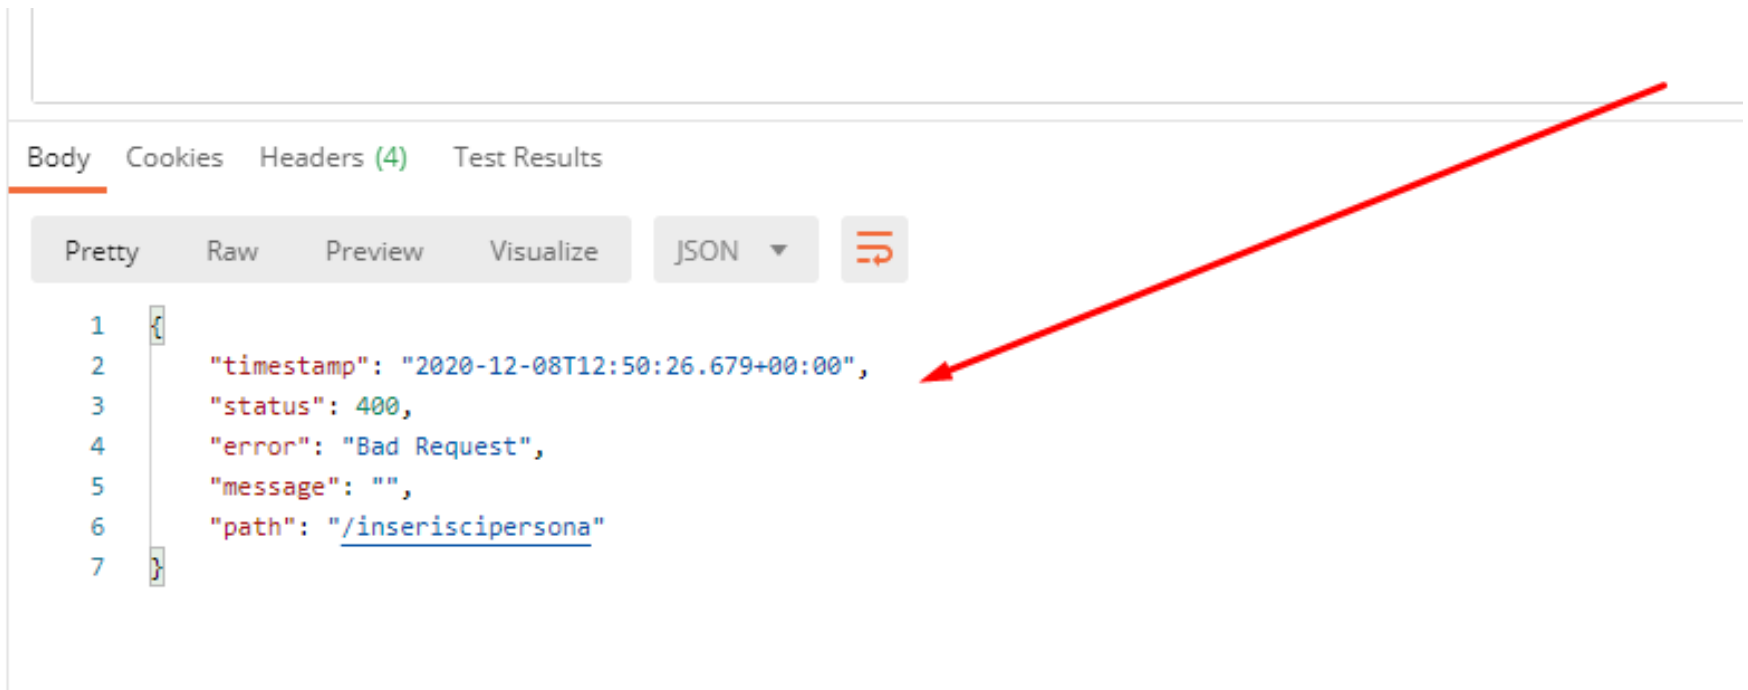 Body Cookies Headers (4) Test Results
Pretty Raw Preview Visualize JSON
1 {
2 "timestamp": "2020-12-08T12:50:26.679+00:00",
3 "status": 400,
4 "error": "Bad Request",
5 "message": "",
6 "path": "/inseriscipersona"
7 }